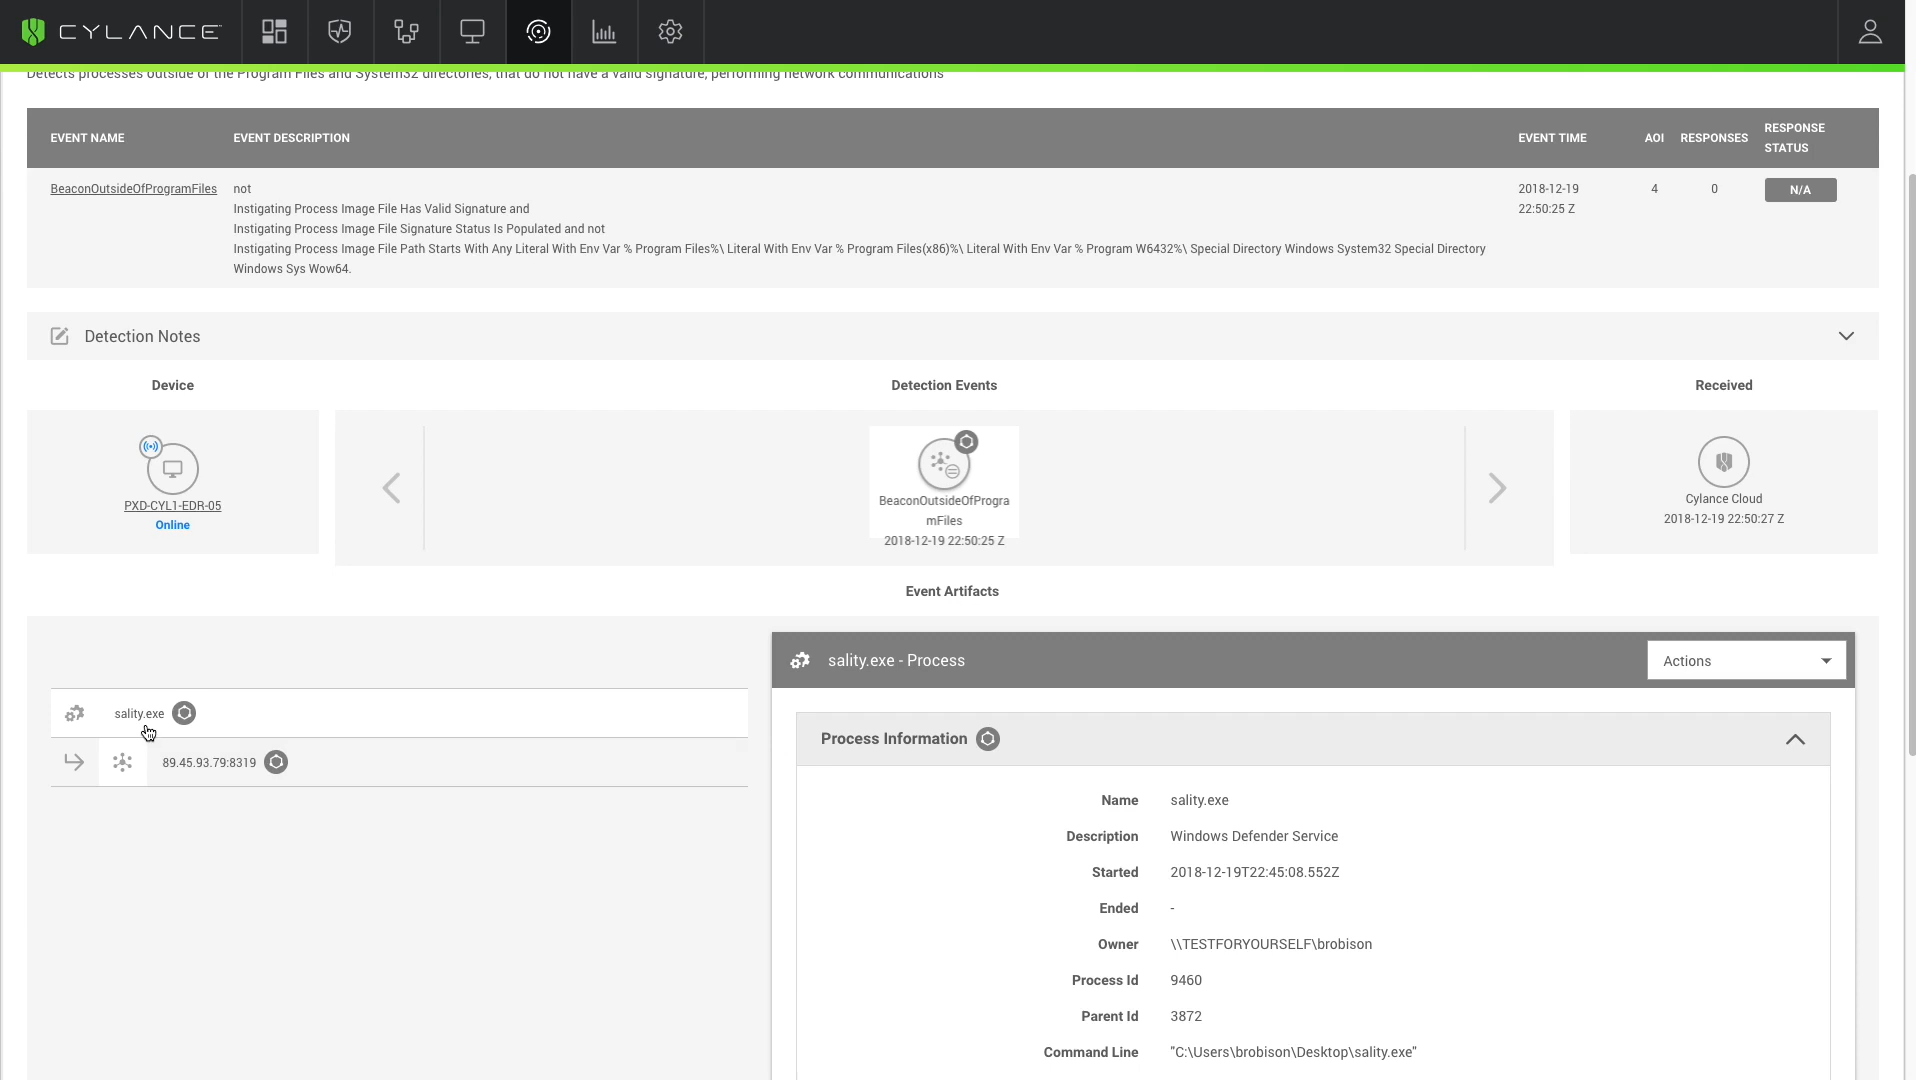 CYLANCE
Detects processes outside of the Program Files and System32 directories, that do not have a valid signature, performing network communications
EVENT NAME EVENT DESCRIPTION EVENT TIME AOI RESPONSES RESPONSE STATUS
BeaconOutsideOfProgramFiles not 2018-12-19 4 0 N/A
Instigating Process Image File Has Valid Signature and 22:50:25 Z
Instigating Process Image File Signature Status Is Populated and not
Instigating Process Image File Path Starts With Any Literal With Env Var % Program Files%\ Literal With Env Var % Program Files(x86)%\ Literal With Env Var % Program W6432%\ Special Directory Windows System32 Special Directory
Windows Sys Wow64.
Detection Notes
Device Detection Events Received
PXD-CYL1-EDR-05
Online
BeaconOutsideOfProgra
mFiles
2018-12-19 22:50:25 Z
Cylance Cloud
2018-12-19 22:50:27 Z
Event Artifacts
sality.exe
89.45.93.79:8319
sality.exe - Process Actions
Process Information
Name sality.exe
Description Windows Defender Service
Started 2018-12-19T22:45:08.552Z
Ended -
Owner \\TESTFORYOURSELF\brobison
Process Id 9460
Parent Id 3872
Command Line "C:\Users\brobison\Desktop\sality.exe"